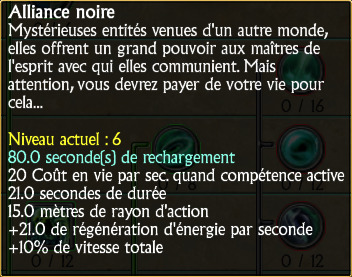 Alliance noire
Mystérieuses entités venues d'un autre monde,
elles offrent un grand pouvoir aux maîtres de
l'esprit avec qui elles communient. Mais
attention, vous devrez payer de votre vie pour
cela...
Niveau actuel : 6
80.0 seconde(s) de rechargement
20 Coût en vie par sec. quand compétence active
21.0 secondes de durée
15.0 mètres de rayon d'action
+21.0 de régénération d'énergie par seconde
+10% de vitesse totale
0 / 16